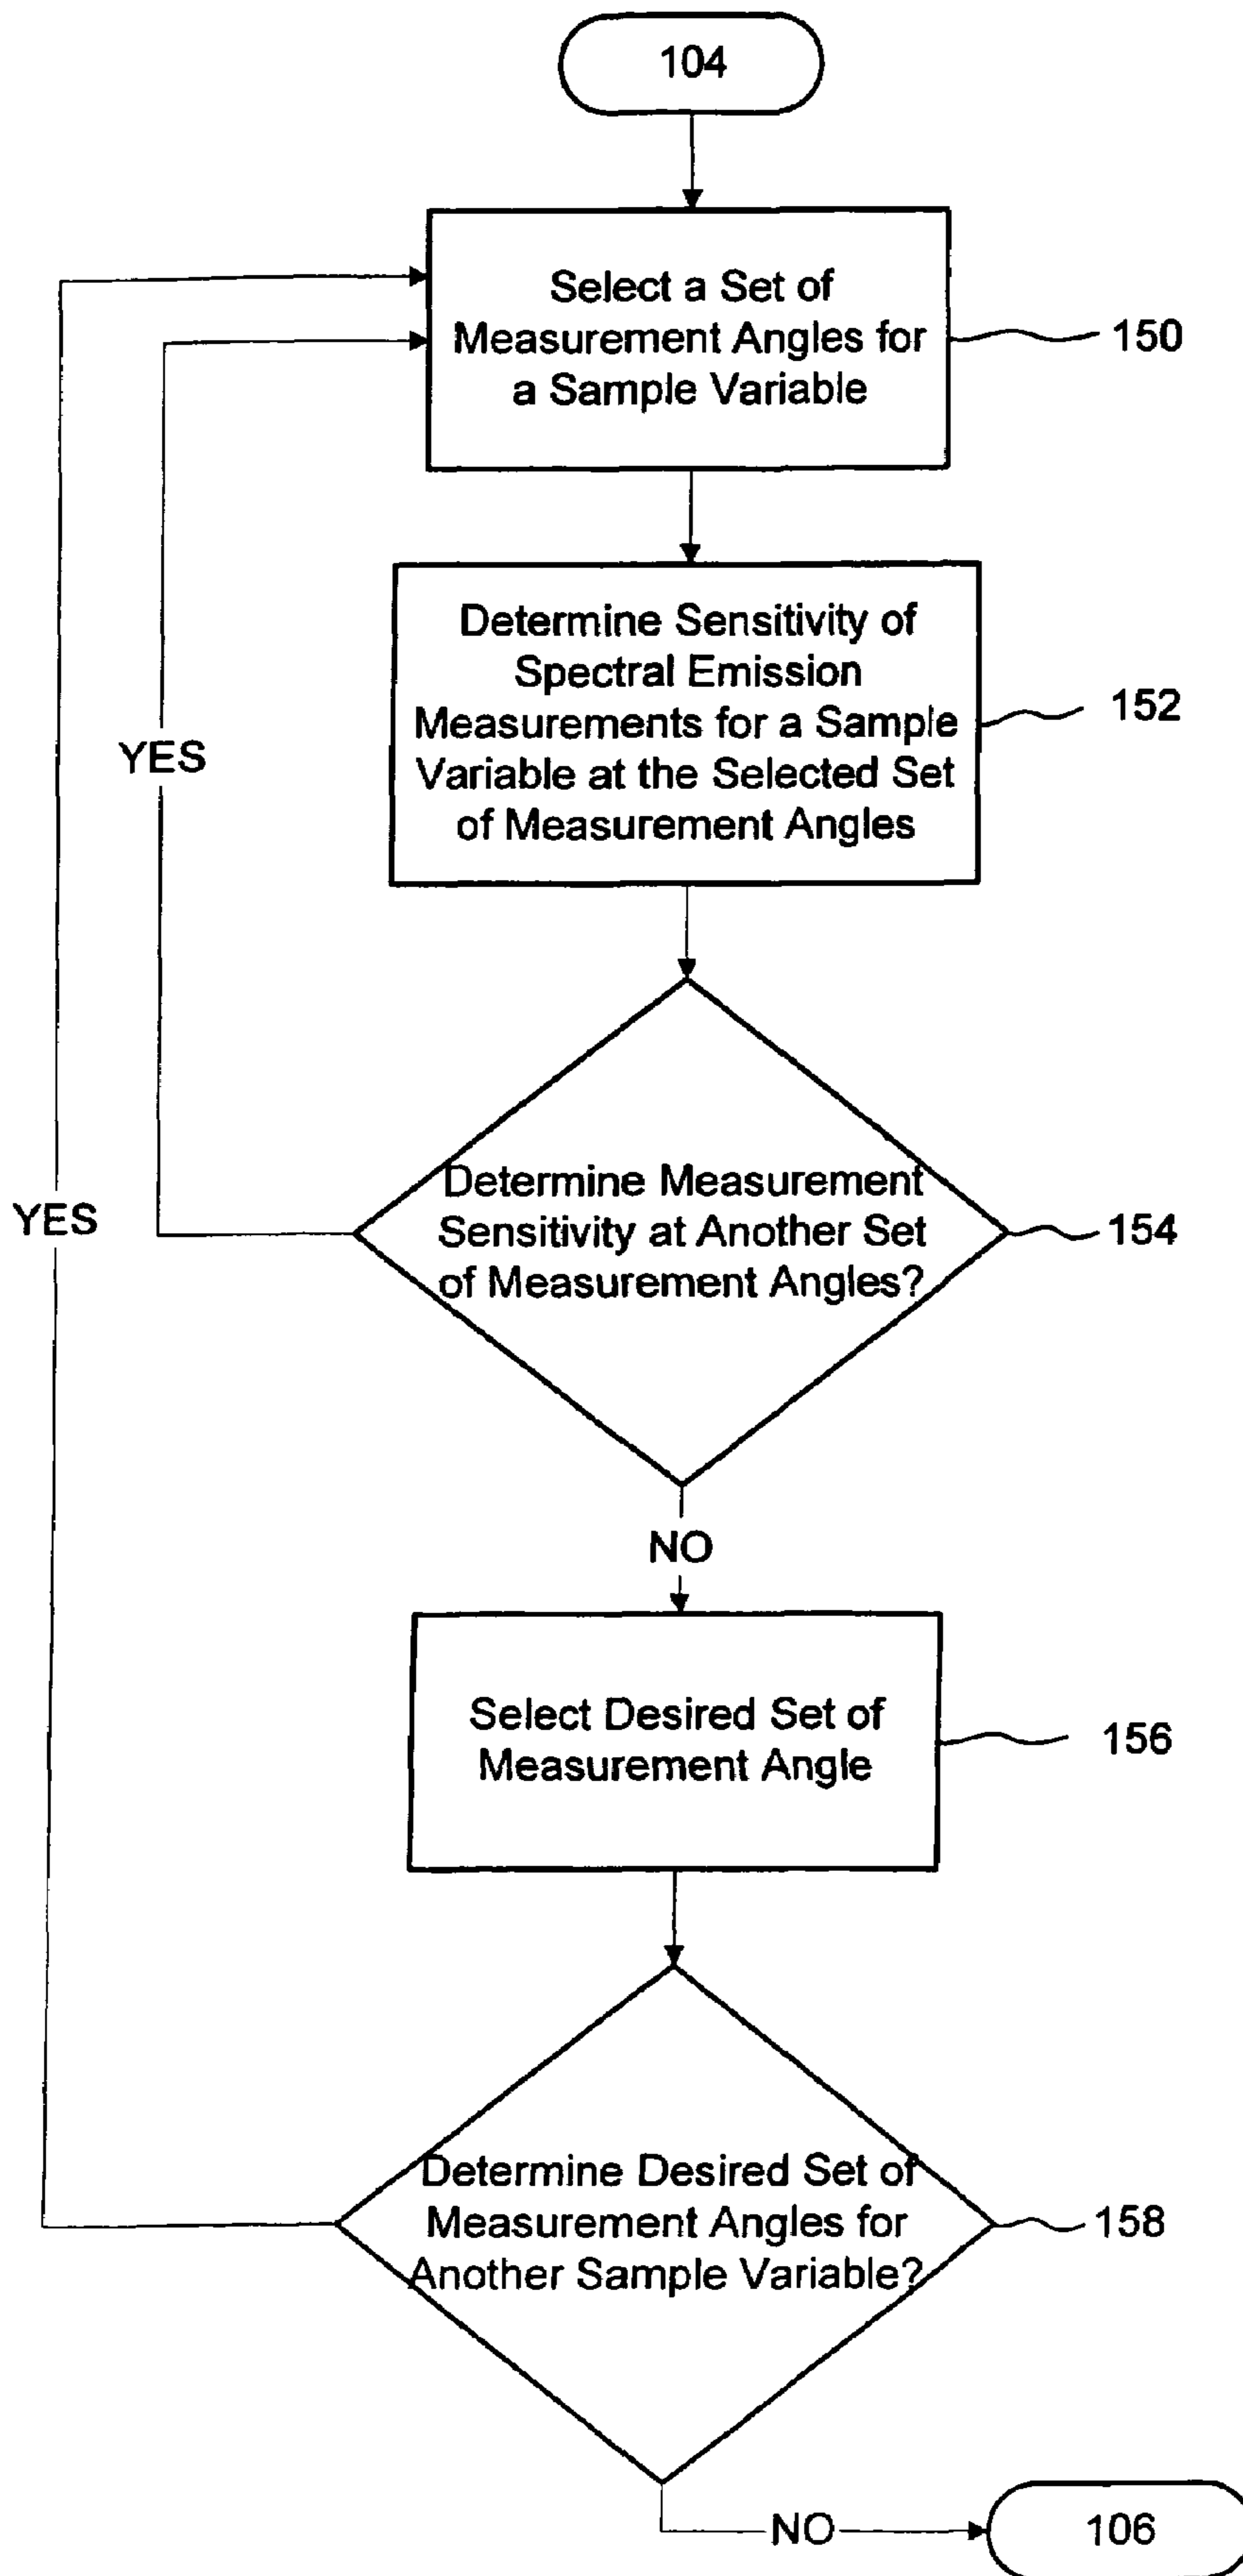 104
Select a Set of
Measurement Angles for
a Sample Variable
150
Determine Sensitivity of
Spectral Emission
Measurements for a Sample
Variable at the Selected Set
of Measurement Angles
152
YES
Determine Measurement
Sensitivity at Another Set
of Measurement Angles?
154
YES
NO
Select Desired Set of
Measurement Angle
156
Determine Desired Set of
Measurement Angles for
Another Sample Variable?
158
NO
106